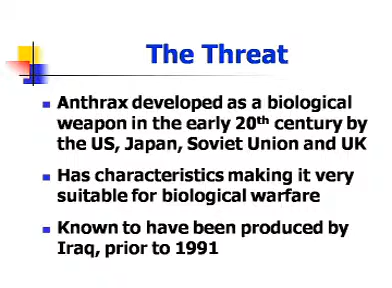 The Threat
Anthrax developed as a biological
weapon in the early 20th century by
the US, Japan, Soviet Union and UK
Has characteristics making it very
suitable for biological warfare
Known to have been produced by
Iraq, prior to 1991